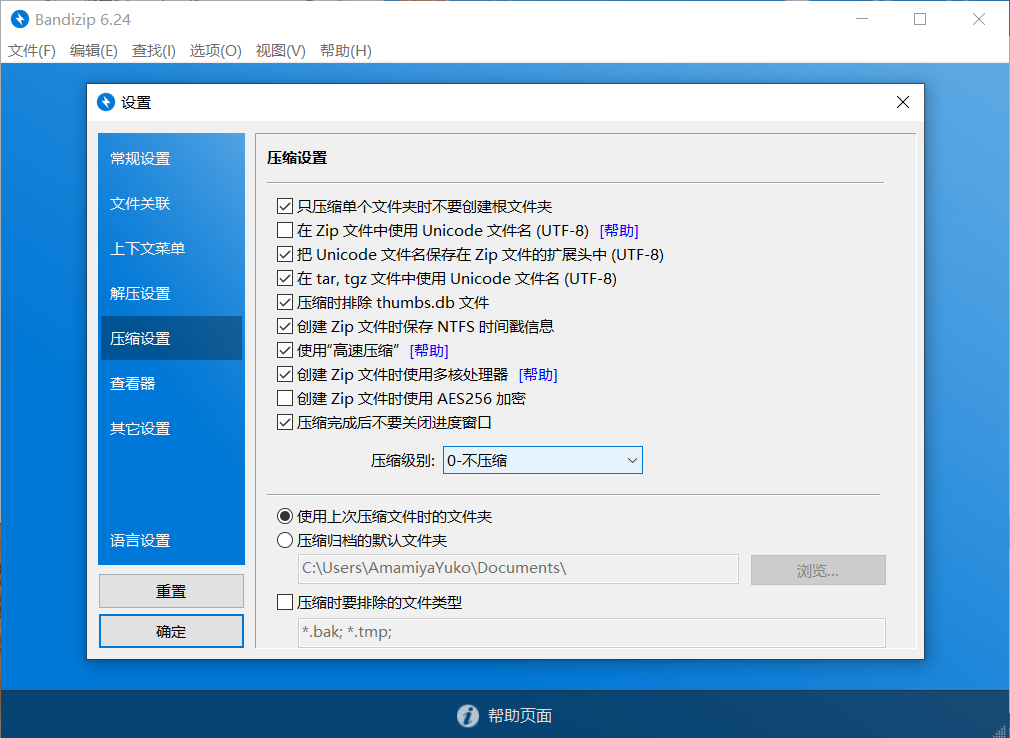 Bandizip 6.24
文件(F) 编辑(E) 查找(I) 选项(O) 视图(V) 帮助(H)
设置
常规设置
文件关联
上下文菜单
解压设置
压缩设置
查看器
其它设置
语言设置
重置
确定
压缩设置
只压缩单个文件夹时不要创建根文件夹
在 Zip 文件中使用 Unicode 文件名 (UTF-8) [帮助]
把 Unicode 文件名保存在 Zip 文件的扩展头中 (UTF-8)
在 tar, tgz 文件中使用 Unicode 文件名 (UTF-8)
压缩时排除 thumbs.db 文件
创建 Zip 文件时保存 NTFS 时间戳信息
使用“高速压缩” [帮助]
创建 Zip 文件时使用多核处理器 [帮助]
创建 Zip 文件时使用 AES256 加密
压缩完成后不要关闭进度窗口
压缩级别: 0-不压缩
使用上次压缩文件时的文件夹
压缩归档的默认文件夹
C:\Users\AmamiyaYuko\Documents\ 浏览...
压缩时要排除的文件类型
*.bak; *.tmp;
帮助页面